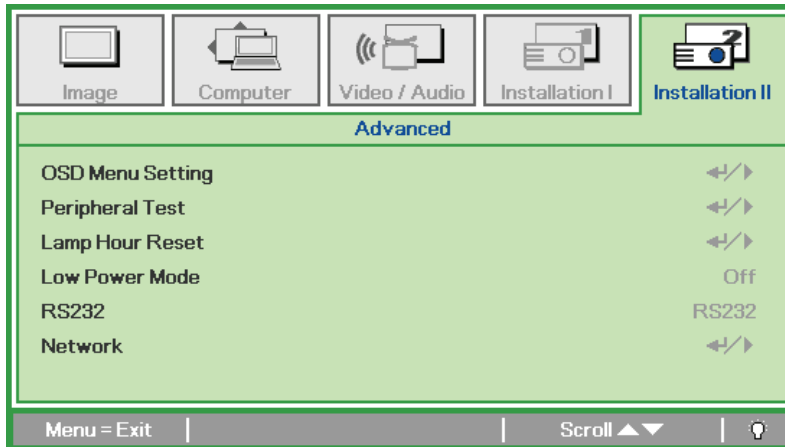 Image Computer Video / Audio Installation I Installation II
Advanced
OSD Menu Setting
Peripheral Test
Lamp Hour Reset
Low Power Mode Off
RS232 RS232
Network
Menu = Exit Scroll